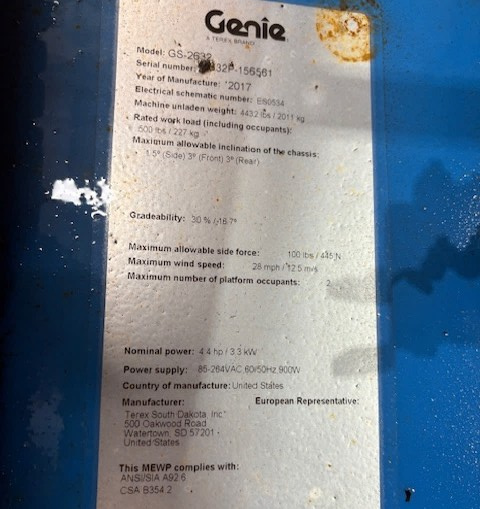 Genie
A TEREX BRAND
Model: GS-2632
Serial number: 32P-156561
Year of Manufacture: 2017
Electrical schematic number: ES0534
Machine unladen weight: 4432 lbs / 2011 kg
Rated work load (including occupants):
500 lbs / 227 kg
Maximum allowable inclination of the chassis:
1.5° (Side) 3° (Front) 3° (Rear)
Gradeability: 30 % / 16.7°
Maximum allowable side force: 100 lbs / 445 N
Maximum wind speed: 28 mph / 12.5 m/s
Maximum number of platform occupants: 2
Nominal power: 4.4 hp / 3.3 kW
Power supply: 85-264VAC 60/50Hz 900W
Country of manufacture: United States
Manufacturer: European Representative:
Terex South Dakota, Inc
500 Oakwood Road
Watertown, SD 57201
United States
This MEWP complies with:
ANSI/SIA A92.6
CSA B354.2